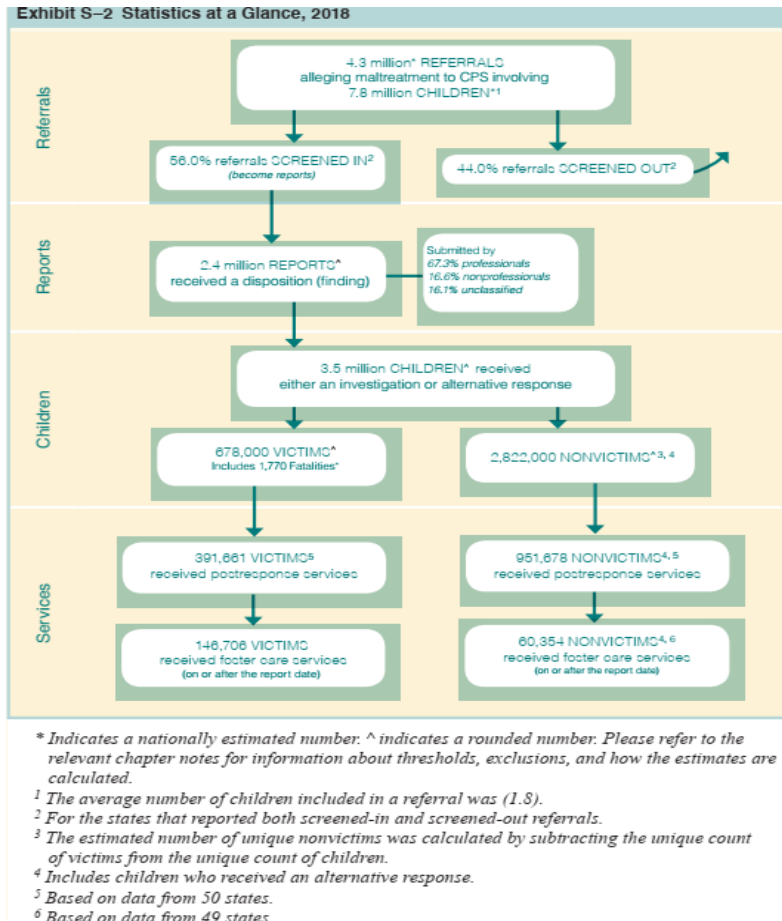 Exhibit S–2 Statistics at a Glance, 2018
Referrals
4.3 million* REFERRALS
alleging maltreatment to CPS involving
7.8 million CHILDREN*1
56.0% referrals SCREENED IN2
(become reports)
44.0% referrals SCREENED OUT2
Reports
2.4 million REPORTS^
received a disposition (finding)
Submitted by
67.3% professionals
16.6% nonprofessionals
16.1% unclassified
Children
3.5 million CHILDREN^ received
either an investigation or alternative response
678,000 VICTIMS^
Includes 1,770 Fatalities*
2,822,000 NONVICTIMS^3, 4
Services
391,661 VICTIMS5
received postresponse services
951,678 NONVICTIMS4, 5
received postresponse services
146,706 VICTIMS
received foster care services
(on or after the report date)
60,354 NONVICTIMS4, 6
received foster care services
(on or after the report date)
* Indicates a nationally estimated number. ^ indicates a rounded number. Please refer to the
relevant chapter notes for information about thresholds, exclusions, and how the estimates are
calculated.
1 The average number of children included in a referral was (1.8).
2 For the states that reported both screened-in and screened-out referrals.
3 The estimated number of unique nonvictims was calculated by subtracting the unique count
of victims from the unique count of children.
4 Includes children who received an alternative response.
5 Based on data from 50 states.
6 Based on data from 49 states.